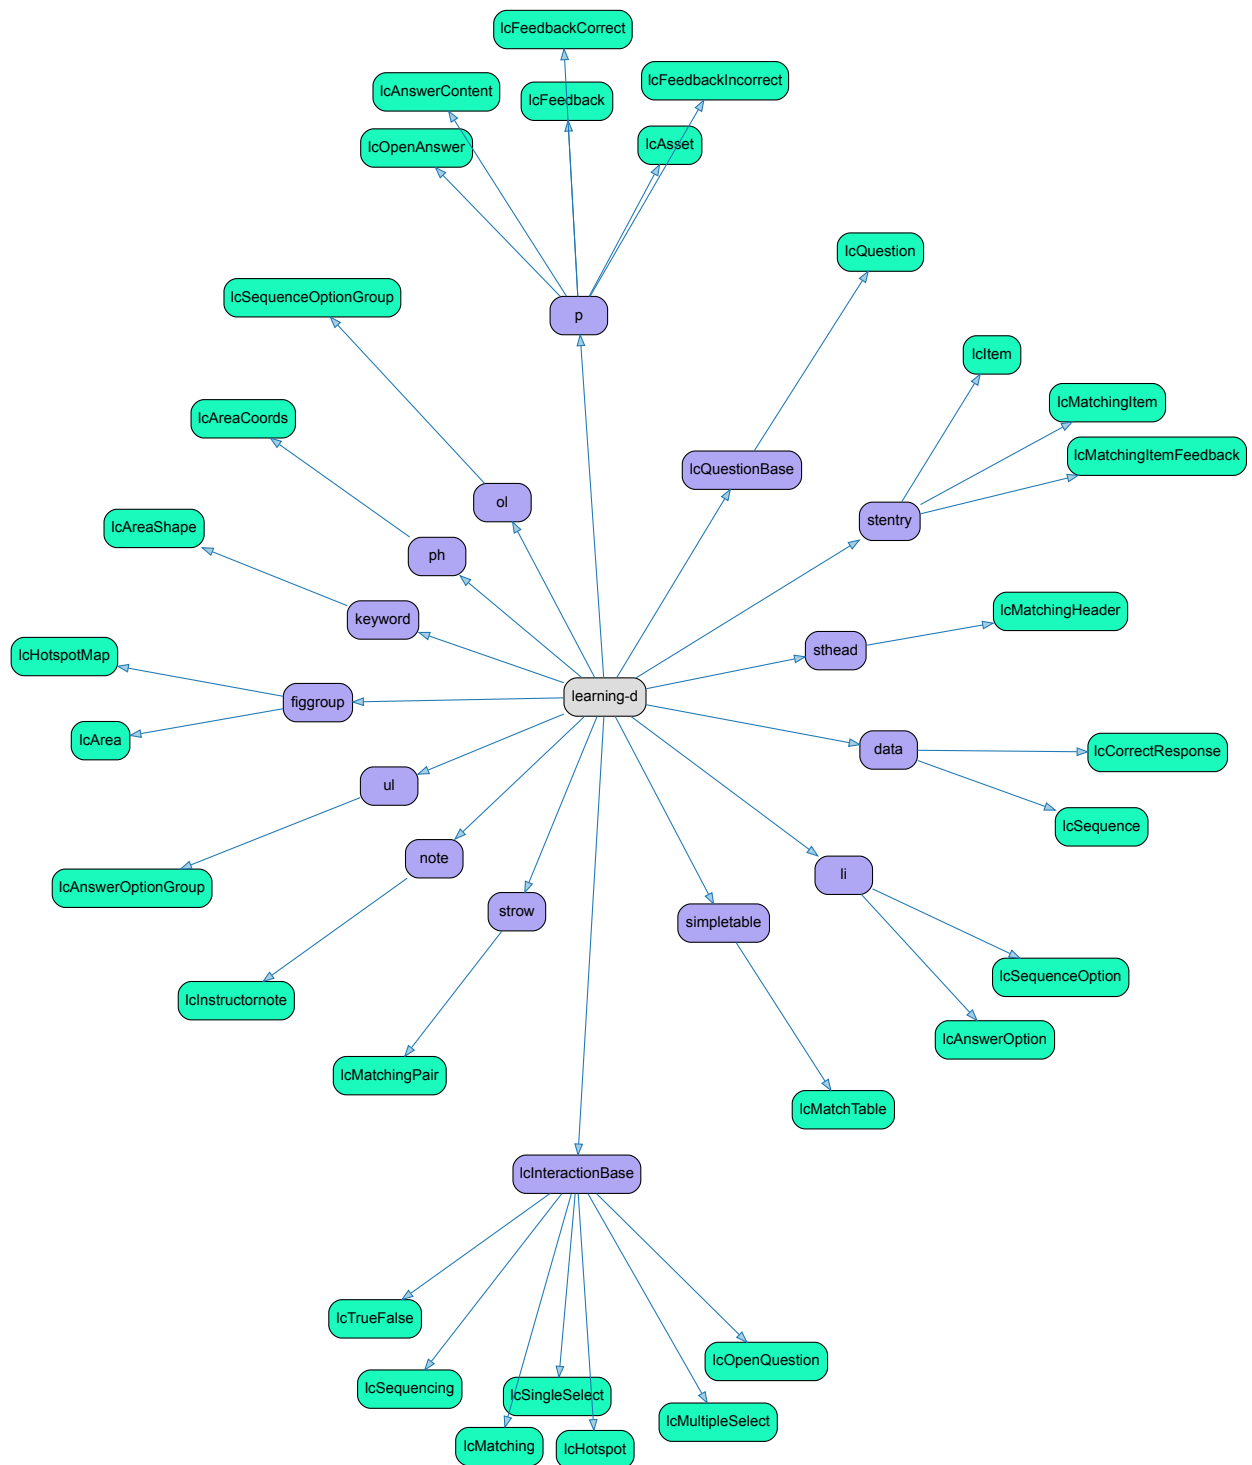 lcFeedbackCorrect
lcFeedbackIncorrect
lcAnswerContent
lcFeedback
lcOpenAnswer
lcAsset
lcQuestion
lcSequenceOptionGroup
p
lcItem
lcMatchingItem
lcAreaCoords
lcMatchingItemFeedback
lcQuestionBase
ol
stentry
lcAreaShape
ph
lcMatchingHeader
keyword
sthead
lcHotspotMap
learning-d
figgroup
lcArea
data
lcCorrectResponse
ul
lcSequence
note
li
lcAnswerOptionGroup
strow
simpletable
lcSequenceOption
lcInstructornote
lcAnswerOption
lcMatchingPair
lcMatchTable
lcInteractionBase
lcTrueFalse
lcOpenQuestion
lcSequencing
lcSingleSelect
lcMultipleSelect
lcMatching
lcHotspot